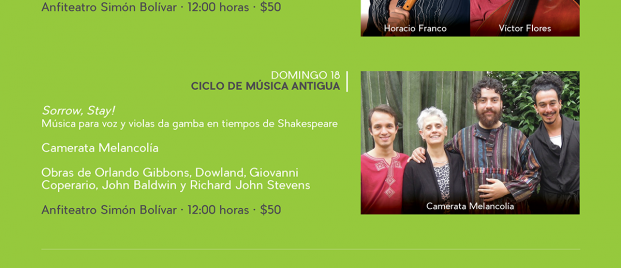 Anfiteatro Simón Bolívar · 12:00 horas · $50
Horacio Franco
Víctor Flores
DOMINGO 18
CICLO DE MÚSICA ANTIGUA
Sorrow, Stay!
Música para voz y violas da gamba en tiempos de Shakespeare
Camerata Melancolía
Obras de Orlando Gibbons, Dowland, Giovanni
Coperario, John Baldwin y Richard John Stevens
Anfiteatro Simón Bolívar · 12:00 horas · $50
Camerata Melancolía